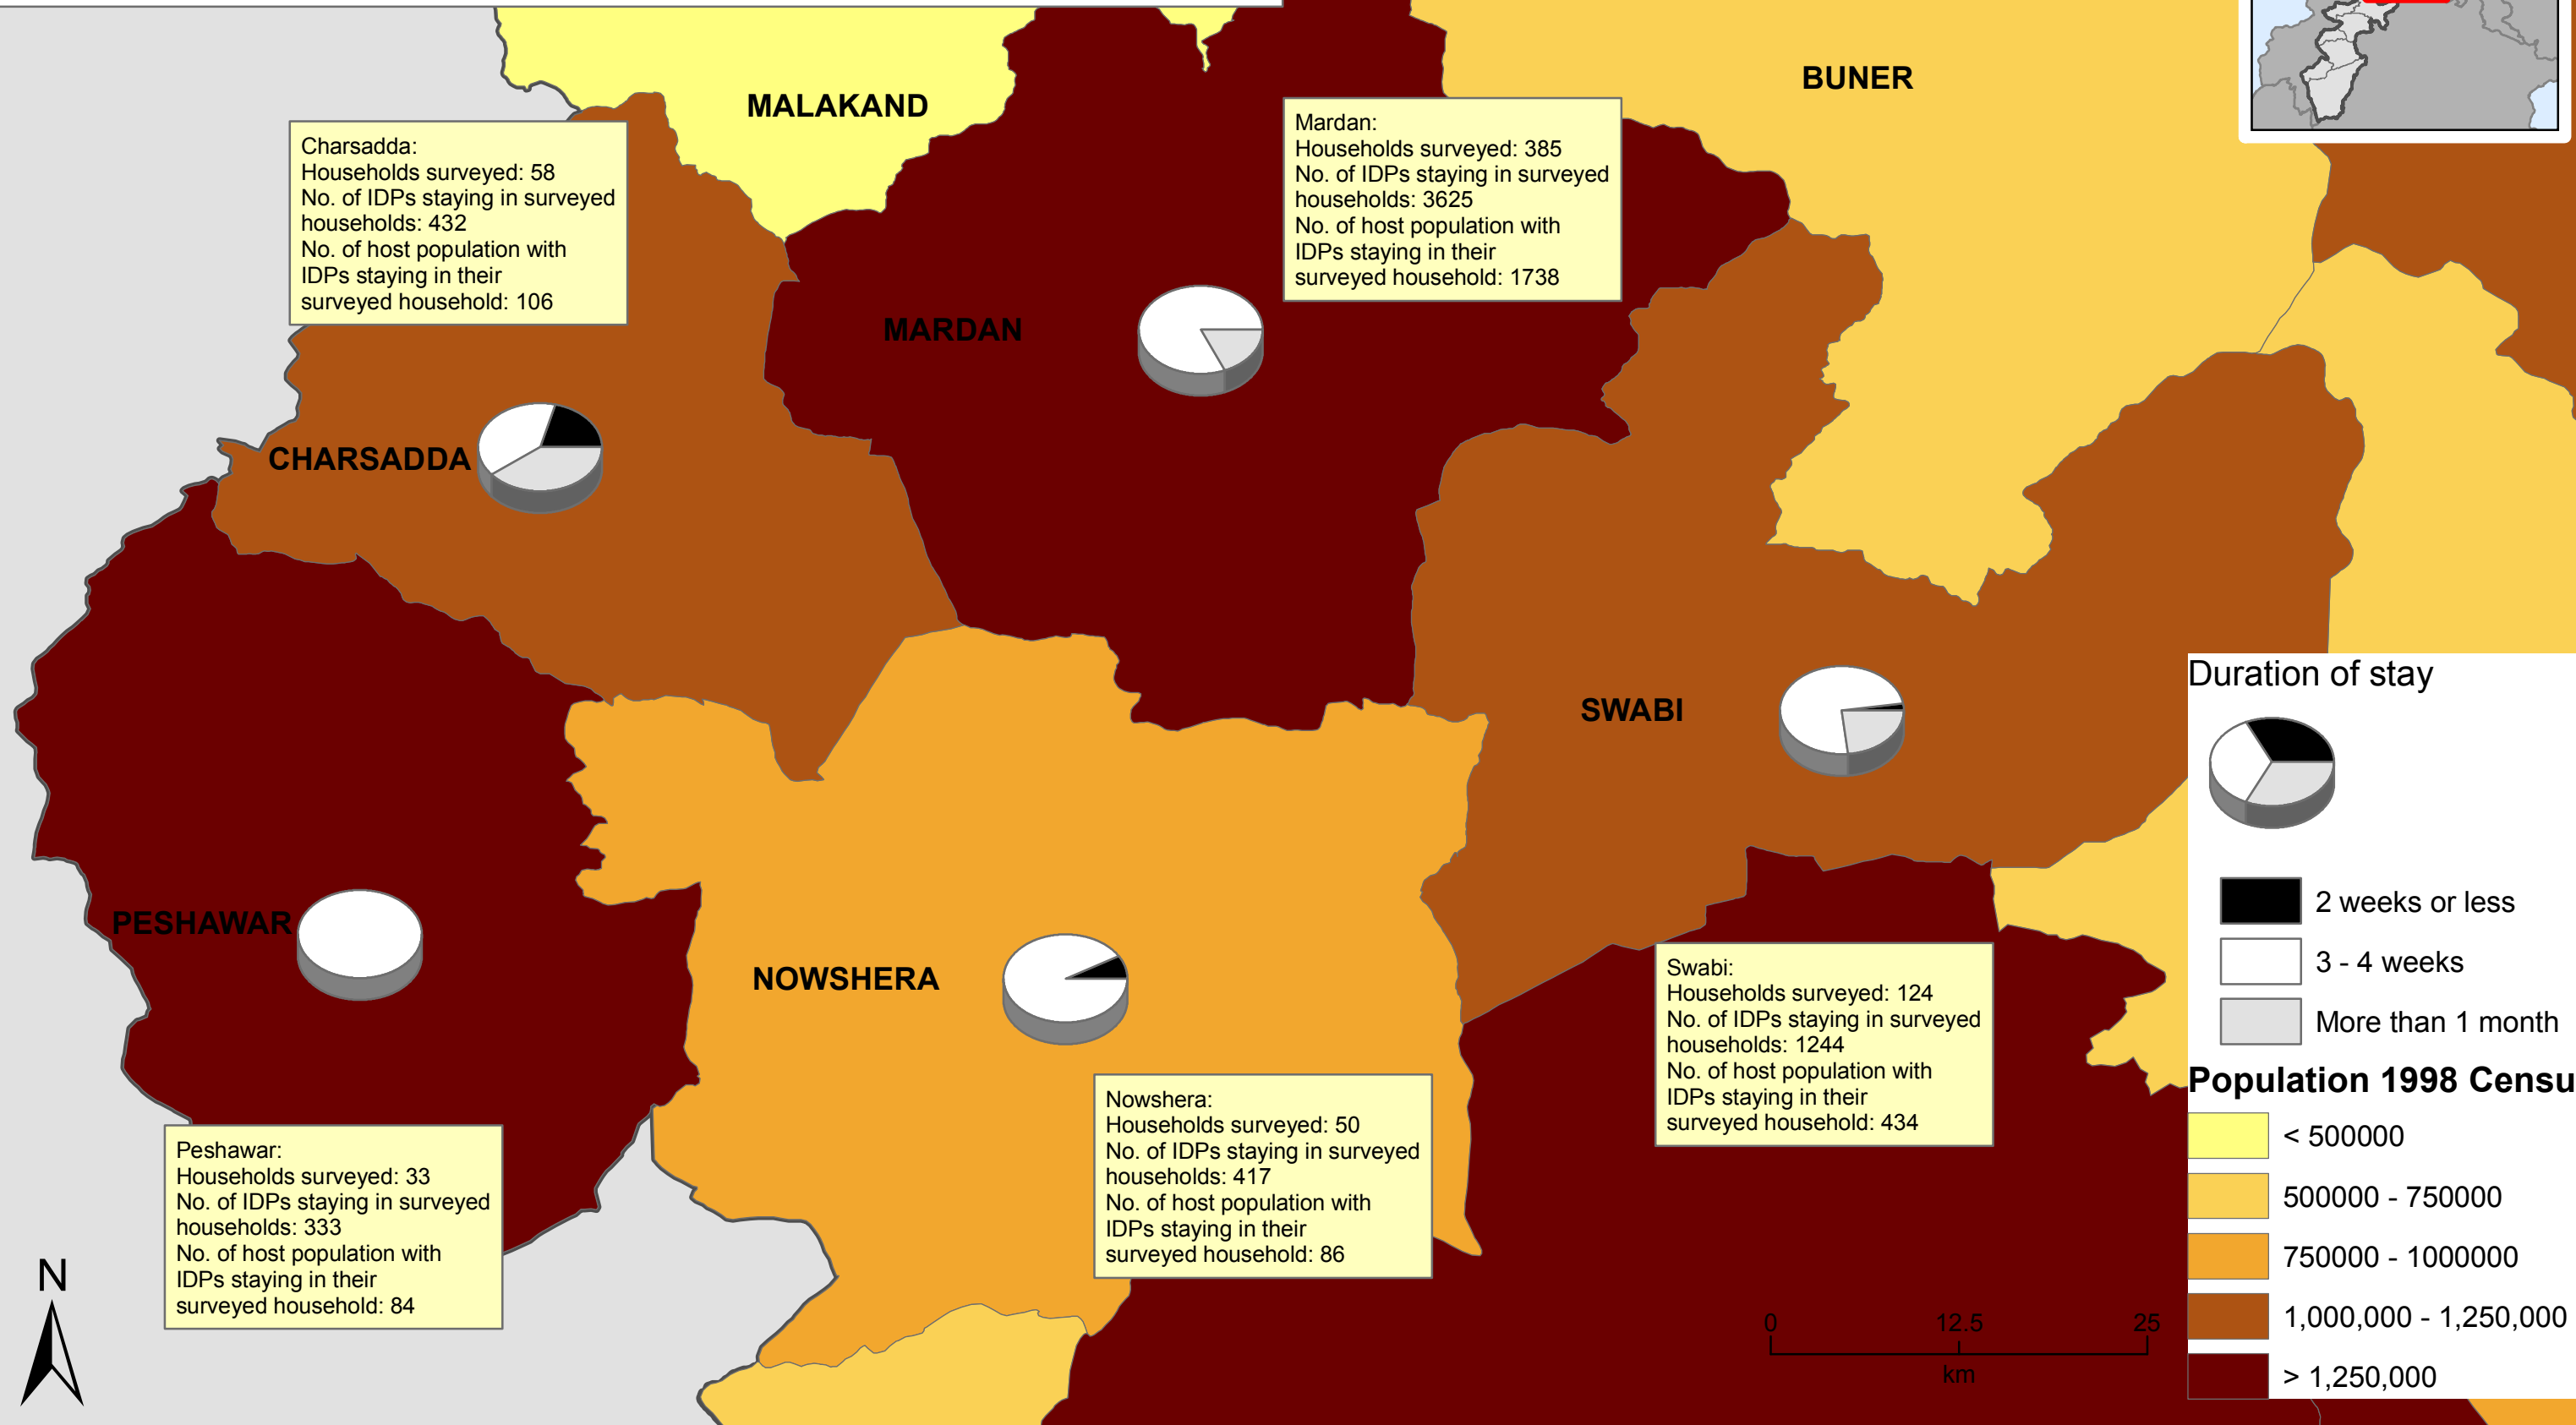 MALAKAND
BUNER
Charsadda:
Households surveyed: 58
No. of IDPs staying in surveyed
households: 432
No. of host population with
IDPs staying in their
surveyed household: 106
Mardan:
Households surveyed: 385
No. of IDPs staying in surveyed
households: 3625
No. of host population with
IDPs staying in their
surveyed household: 1738
MARDAN
CHARSADDA
SWABI
PESHAWAR
NOWSHERA
Swabi:
Households surveyed: 124
No. of IDPs staying in surveyed
households: 1244
No. of host population with
IDPs staying in their
surveyed household: 434
Nowshera:
Households surveyed: 50
No. of IDPs staying in surveyed
households: 417
No. of host population with
IDPs staying in their
surveyed household: 86
Peshawar:
Households surveyed: 33
No. of IDPs staying in surveyed
households: 333
No. of host population with
IDPs staying in their
surveyed household: 84
N
0 12.5 25
km
Duration of stay
2 weeks or less
3 - 4 weeks
More than 1 month
Population 1998 Censu
< 500000
500000 - 750000
750000 - 1000000
1,000,000 - 1,250,000
> 1,250,000